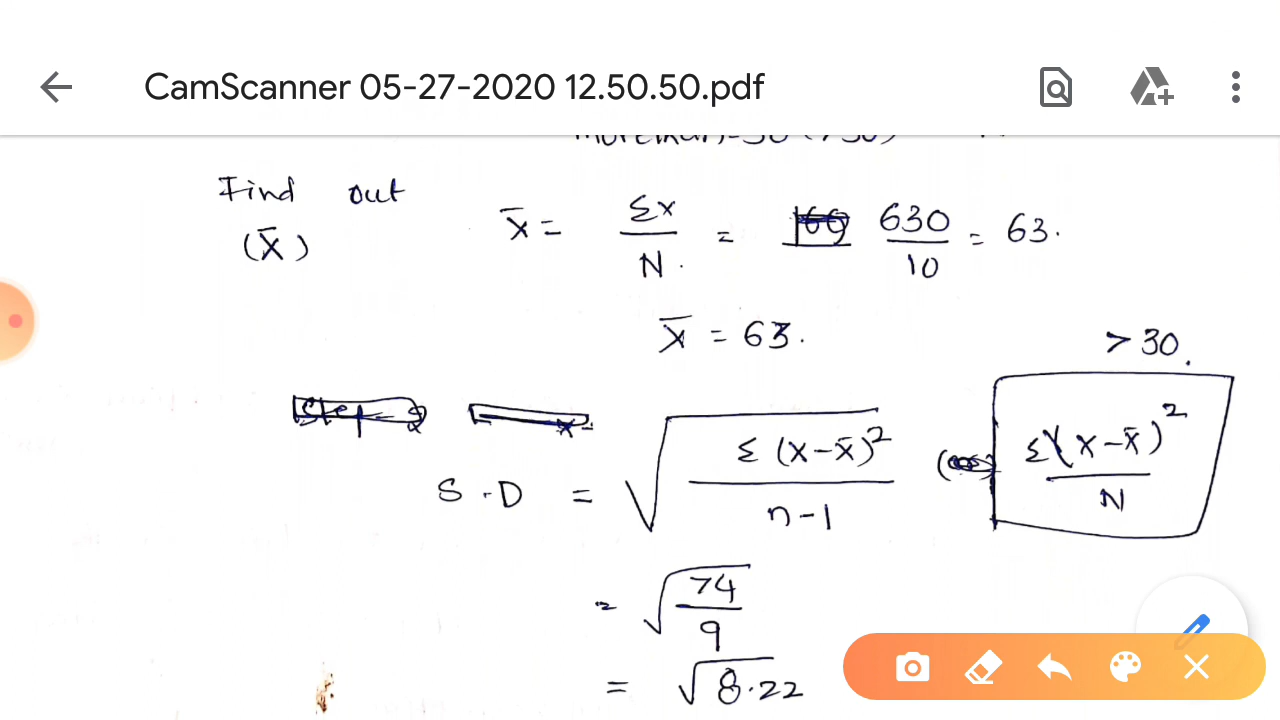 CamScanner 05-27-2020 12.50.50.pdf
Find out
(X̄)
x̄ = Σx / N = 630 / 10 = 63.
x̄ = 63.
> 30.
S.D = √(Σ (x-x̄)² / n-1) Σ(x-x̄)² / N
= √(74 / 9)
= √8.22